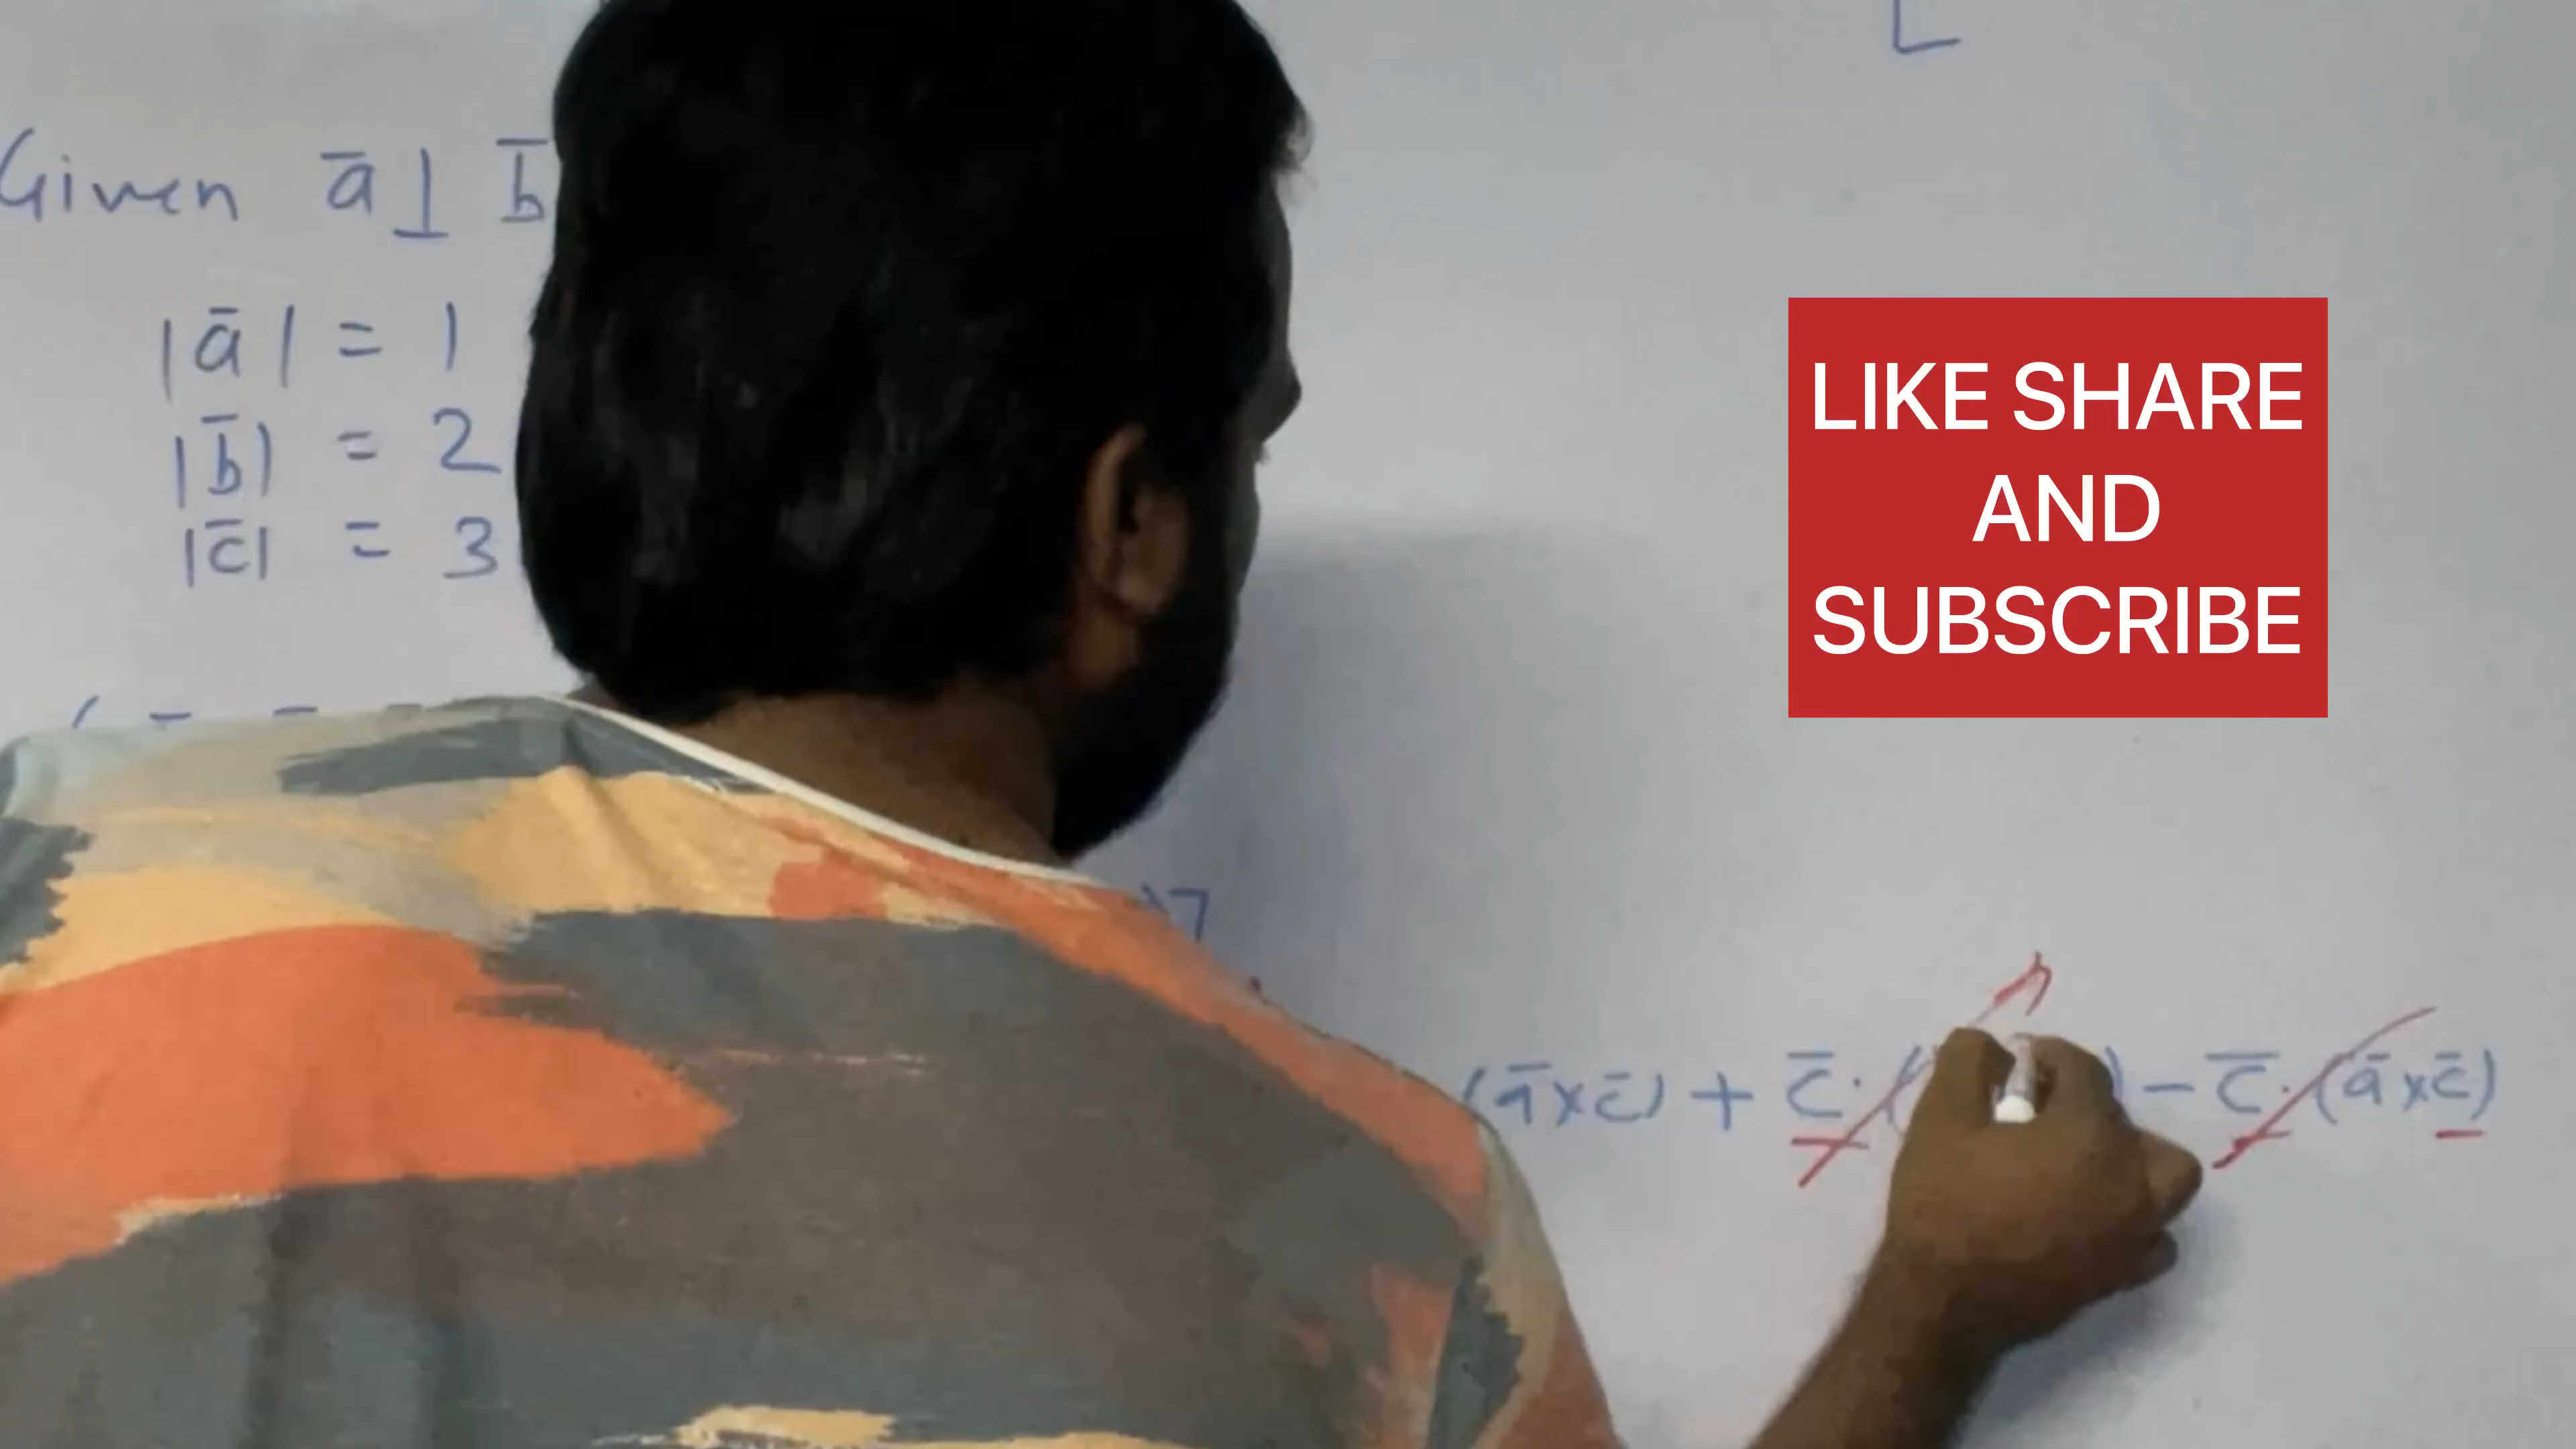 Given ā ⊥ b̄
|ā| = 1
|b̄| = 2
|c̄| = 3
LIKE SHARE
AND
SUBSCRIBE
(ā×c̄) + c̄·( ) − c̄·(ā×c̄)